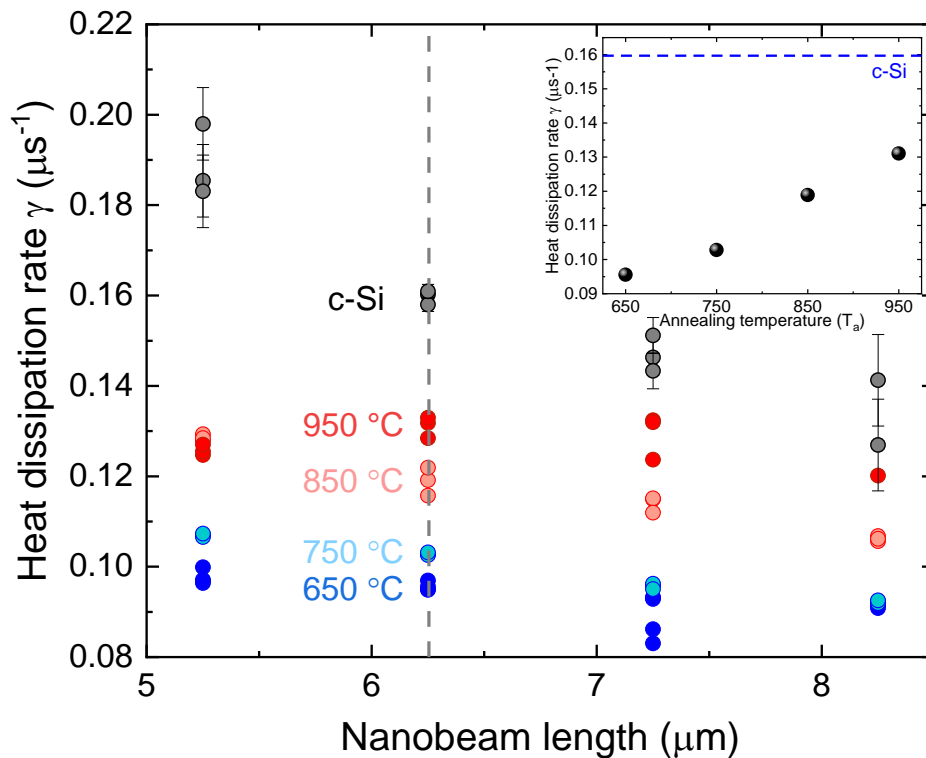 0.22
0.20
0.18
0.16
0.14
0.12
0.10
0.08
Heat dissipation rate γ (μs-1)
5
6
7
8
Nanobeam length (μm)
c-Si
950 °C
850 °C
750 °C
650 °C
0.16
0.15
0.14
0.13
0.12
0.11
0.10
0.09
Heat dissipation rate γ (μs-1)
c-Si
650
750
850
950
Annealing temperature (Ta)